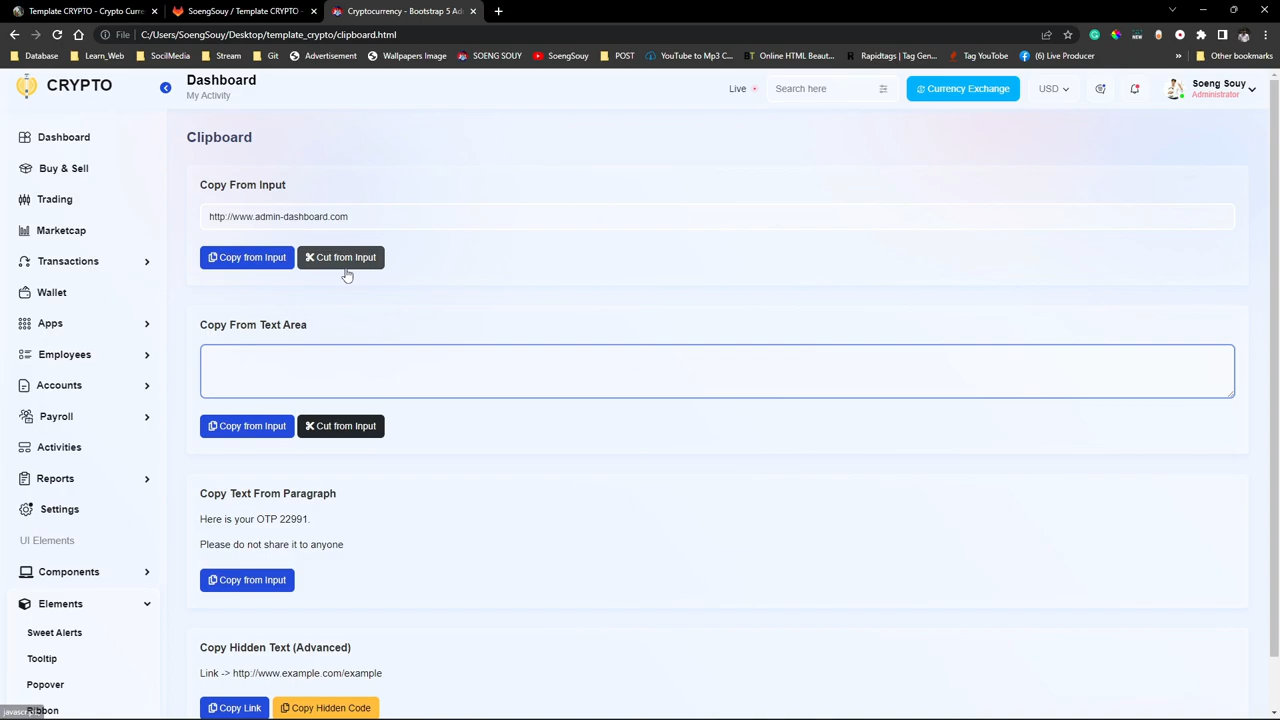 Template CRYPTO - Crypto Curre
SoengSouy / Template CRYPTO ·
Cryptocurrency - Bootstrap 5 Ad
File
C:/Users/SoengSouy/Desktop/template_crypto/clipboard.html
Database
Learn_Web
SocilMedia
Stream
Git
Advertisement
Wallpapers Image
SOENG SOUY
SoengSouy
POST
YouTube to Mp3 C...
Online HTML Beaut...
Rapidtags | Tag Gen...
Tag YouTube
(6) Live Producer
»
Other bookmarks
CRYPTO
Dashboard
My Activity
Live
Search here
Currency Exchange
USD
Soeng Souy
Administrator
Dashboard
Buy & Sell
Trading
Marketcap
Transactions
Wallet
Apps
Employees
Accounts
Payroll
Activities
Reports
Settings
UI Elements
Components
Elements
Sweet Alerts
Tooltip
Popover
Ribbon
Clipboard
Copy From Input
http://www.admin-dashboard.com
Copy from Input
Cut from Input
Copy From Text Area
Copy from Input
Cut from Input
Copy Text From Paragraph
Here is your OTP 22991.
Please do not share it to anyone
Copy from Input
Copy Hidden Text (Advanced)
Link -> http://www.example.com/example
Copy Link
Copy Hidden Code